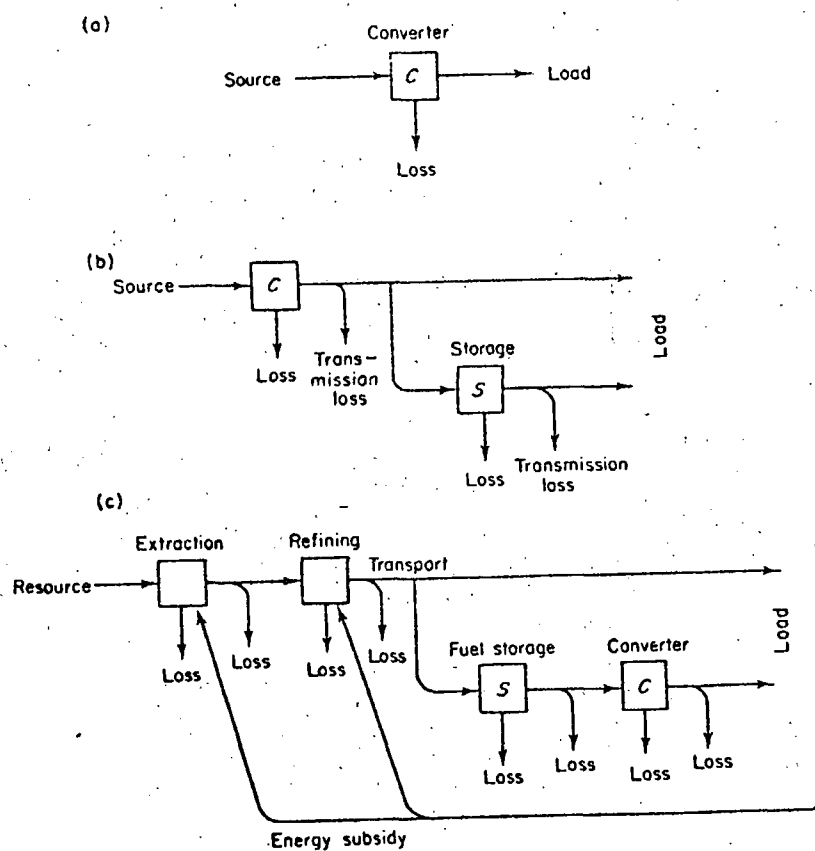 (a)
Converter
Source
C
Load
Loss
(b)
Source
C
Loss
Trans-
mission
loss
Storage
S
Loss
Transmission
loss
Load
(c)
Extraction
Refining
Transport
Resource
Loss
Loss
Loss
Loss
Fuel storage
Converter
S
C
Loss
Loss
Loss
Loss
Load
Energy subsidy